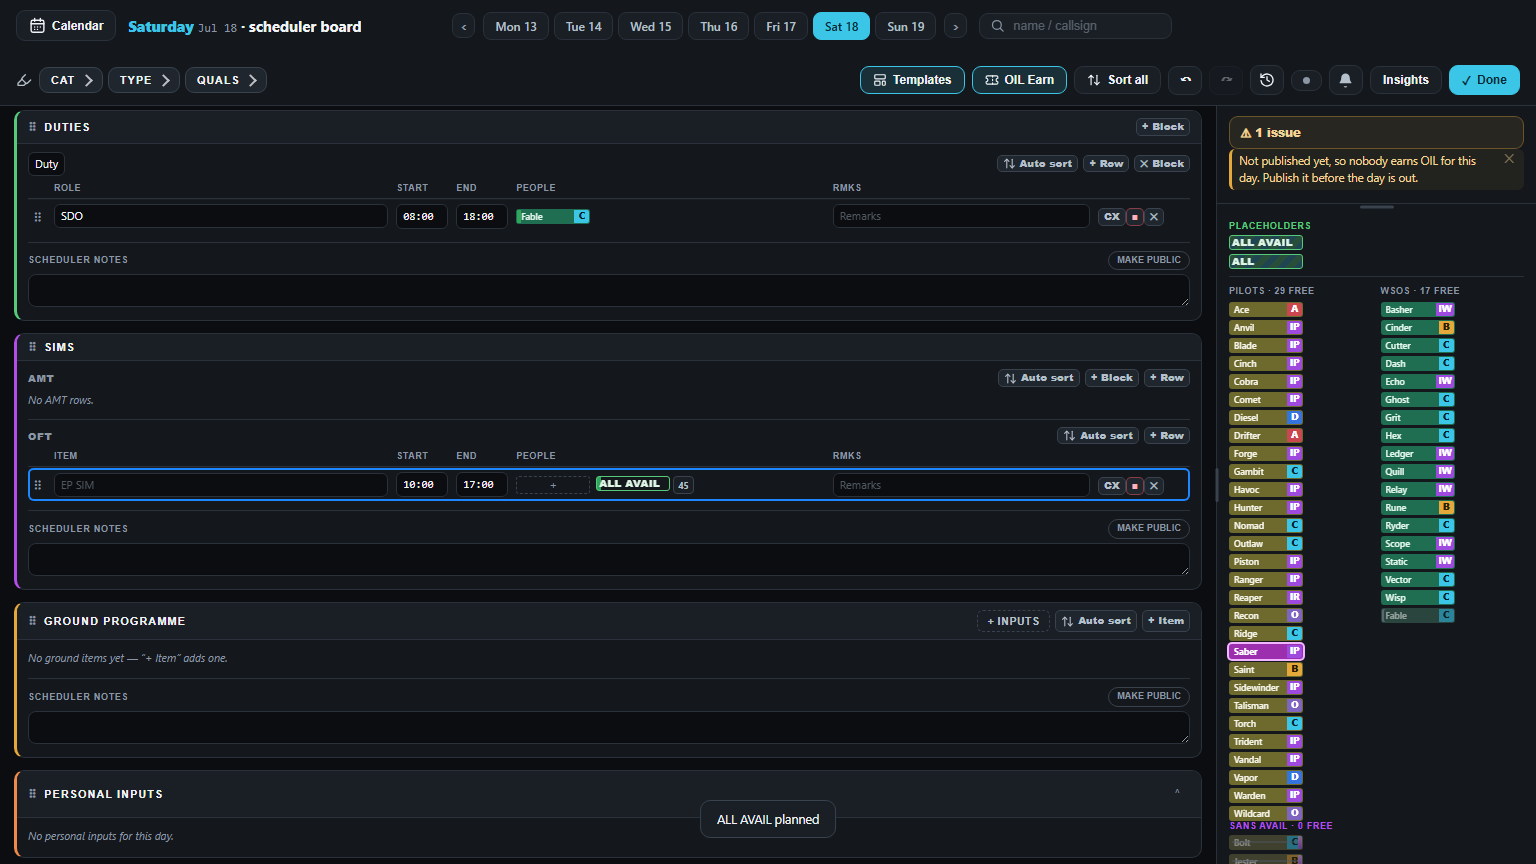 Calendar
Saturday Jul 18 · scheduler board
‹
Mon 13
Tue 14
Wed 15
Thu 16
Fri 17
Sat 18
Sun 19
›
name / callsign
CAT
TYPE
QUALS
Templates
OIL Earn
Sort all
Insights
✓ Done
DUTIES
+ Block
Duty
Auto sort
+ Row
✕ Block
ROLE START END PEOPLE RMKS
SDO 08:00 18:00 Fable C Remarks CX ✕
SCHEDULER NOTES
MAKE PUBLIC
SIMS
AMT
Auto sort
+ Block
+ Row
No AMT rows.
OFT
Auto sort
+ Row
ITEM START END PEOPLE RMKS
EP SIM 10:00 17:00 + ALL AVAIL 45 Remarks CX ✕
SCHEDULER NOTES
MAKE PUBLIC
GROUND PROGRAMME
+ INPUTS
Auto sort
+ Item
No ground items yet — "+ Item" adds one.
SCHEDULER NOTES
MAKE PUBLIC
PERSONAL INPUTS
No personal inputs for this day.
ALL AVAIL planned
⚠ 1 issue
Not published yet, so nobody earns OIL for this
day. Publish it before the day is out.
PLACEHOLDERS
ALL AVAIL
ALL
PILOTS · 29 FREE
Ace A
Anvil IP
Blade IP
Cinch IP
Cobra IP
Comet IP
Diesel D
Drifter A
Forge IP
Gambit C
Havoc IP
Hunter IP
Nomad C
Outlaw C
Piston IP
Ranger IP
Reaper IR
Recon O
Ridge C
Saber IP
Saint B
Sidewinder IP
Talisman O
Torch C
Trident IP
Vandal IP
Vapor D
Warden IP
Wildcard O
WSOS · 17 FREE
Basher IW
Cinder B
Cutter C
Dash C
Echo IW
Ghost C
Grit C
Hex C
Ledger IW
Quill IW
Relay IW
Rune B
Ryder C
Scope IW
Static IW
Vector C
Wisp C
Fable C
SANS AVAIL · 0 FREE
Bolt C
Jester B